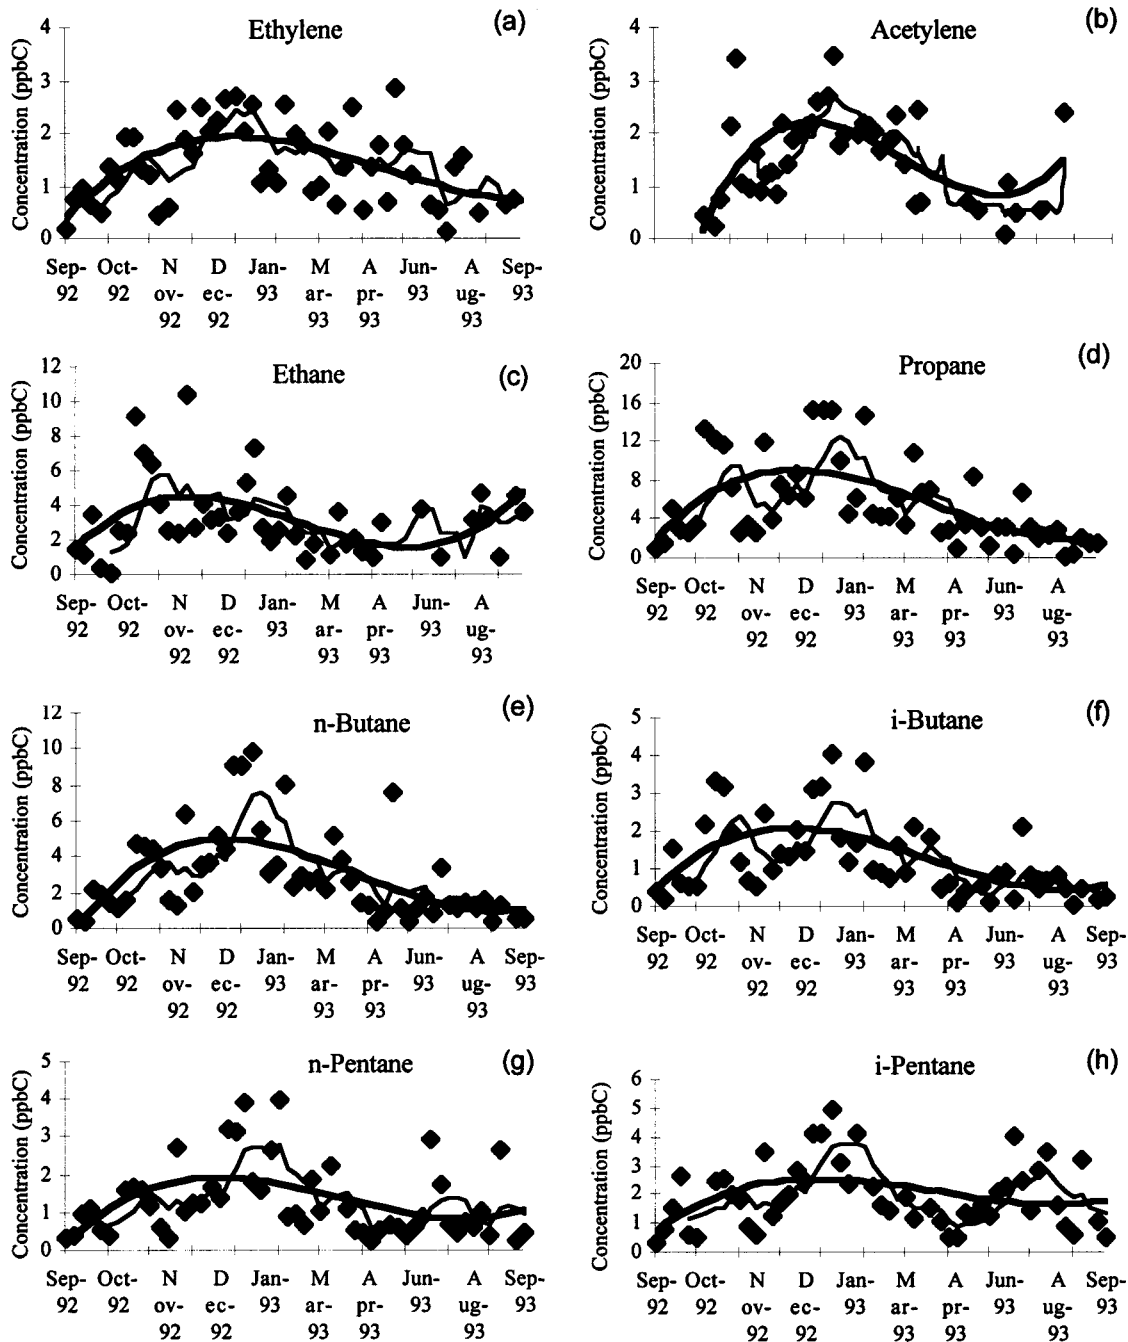 Ethylene
(a)
Concentration (ppbC)
4
3
2
1
0
Sep- Oct- N D Jan- M A Jun- A Sep-
92 92 ov- ec- 93 ar- pr- 93 ug- 93
92 92 93 93 93
Acetylene
(b)
Concentration (ppbC)
4
3
2
1
0
Ethane
(c)
Concentration (ppbC)
12
10
8
6
4
2
0
Sep- Oct- N D Jan- M A Jun- A
92 92 ov- ec- 93 ar- pr- 93 ug-
92 92 93 93 93
Propane
(d)
Concentration (ppbC)
20
16
12
8
4
0
Sep- Oct- N D Jan- M A Jun- A
92 92 ov- ec- 93 ar- pr- 93 ug-
92 92 93 93 93
n-Butane
(e)
Concentration (ppbC)
12
10
8
6
4
2
0
Sep- Oct- N D Jan- M A Jun- A Sep-
92 92 ov- ec- 93 ar- pr- 93 ug- 93
92 92 93 93 93
i-Butane
(f)
Concentration (ppbC)
5
4
3
2
1
0
Sep- Oct- N D Jan- M A Jun- A Sep-
92 92 ov- ec- 93 ar- pr- 93 ug- 93
92 92 93 93 93
n-Pentane
(g)
Concentration (ppbC)
5
4
3
2
1
0
Sep- Oct- N D Jan- M A Jun- A Sep-
92 92 ov- ec- 93 ar- pr- 93 ug- 93
92 92 93 93 93
i-Pentane
(h)
Concentration (ppbC)
6
5
4
3
2
1
0
Sep- Oct- N D Jan- M A Jun- A Sep-
92 92 ov- ec- 93 ar- pr- 93 ug- 93
92 92 93 93 93